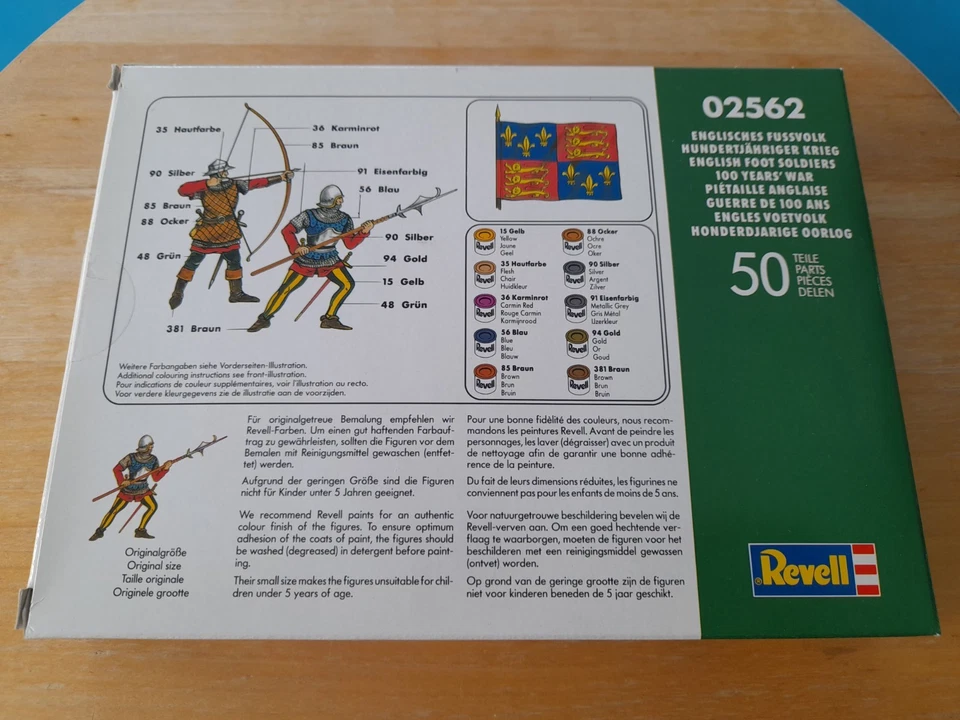 35 Hautfarbe
36 Karminrot
85 Braun
90 Silber
91 Eisenfarbig
56 Blau
85 Braun
88 Ocker
90 Silber
94 Gold
48 Grün
15 Gelb
48 Grün
381 Braun
Weitere Farbangaben siehe Vorderseiten-Illustration.
Additional colouring instructions see front-illustration.
Pour indications de couleur supplémentaires, voir l'illustration au recto.
Voor verdere kleurgegevens zie de illustratie aan de voorzijden.
Revell
15 Gelb
Yellow
Jaune
Geel
Revell
35 Hautfarbe
Flesh
Chair
Huidkleur
Revell
36 Karminrot
Carmin Red
Rouge Carmin
Karmijnrood
Revell
56 Blau
Blue
Bleu
Blauw
Revell
85 Braun
Brown
Brun
Bruin
Revell
88 Ocker
Ochre
Ocre
Oker
Revell
90 Silber
Silver
Argent
Zilver
Revell
91 Eisenfarbig
Metallic Grey
Gris Métal
IJzerkleur
Revell
94 Gold
Gold
Or
Goud
Revell
381 Braun
Brown
Brun
Bruin
02562
ENGLISCHES FUSSVOLK
HUNDERTJÄHRIGER KRIEG
ENGLISH FOOT SOLDIERS
100 YEARS' WAR
PIÉTAILLE ANGLAISE
GUERRE DE 100 ANS
ENGLES VOETVOLK
HONDERDJARIGE OORLOG
50 TEILE
PARTS
PIÈCES
DELEN
Originalgröße
Original size
Taille originale
Originele grootte
Für originalgetreue Bemalung empfehlen wir
Revell-Farben. Um einen gut haftenden Farbauf-
trag zu gewährleisten, sollten die Figuren vor dem
Bemalen mit Reinigungsmittel gewaschen (entfet-
tet) werden.
Aufgrund der geringen Größe sind die Figuren
nicht für Kinder unter 5 Jahren geeignet.
We recommend Revell paints for an authentic
colour finish of the figures. To ensure optimum
adhesion of the coats of paint, the figures should
be washed (degreased) in detergent before paint-
ing.
Their small size makes the figures unsuitable for chil-
dren under 5 years of age.
Pour une bonne fidélité des couleurs, nous recom-
mandons les peintures Revell. Avant de peindre les
personnages, les laver (dégraisser) avec un produit
de nettoyage afin de garantir une bonne adhé-
rence de la peinture.
Du fait de leurs dimensions réduites, les figurines ne
conviennent pas pour les enfants de moins de 5 ans.
Voor natuurgetrouwe beschildering bevelen wij de
Revell-verven aan. Om een goed hechtende ver-
flaag te waarborgen, moeten de figuren voor het
beschilderen met een reinigingsmiddel gewassen
(ontvet) worden.
Op grond van de geringe grootte zijn de figuren
niet voor kinderen beneden de 5 jaar geschikt.
® Revell